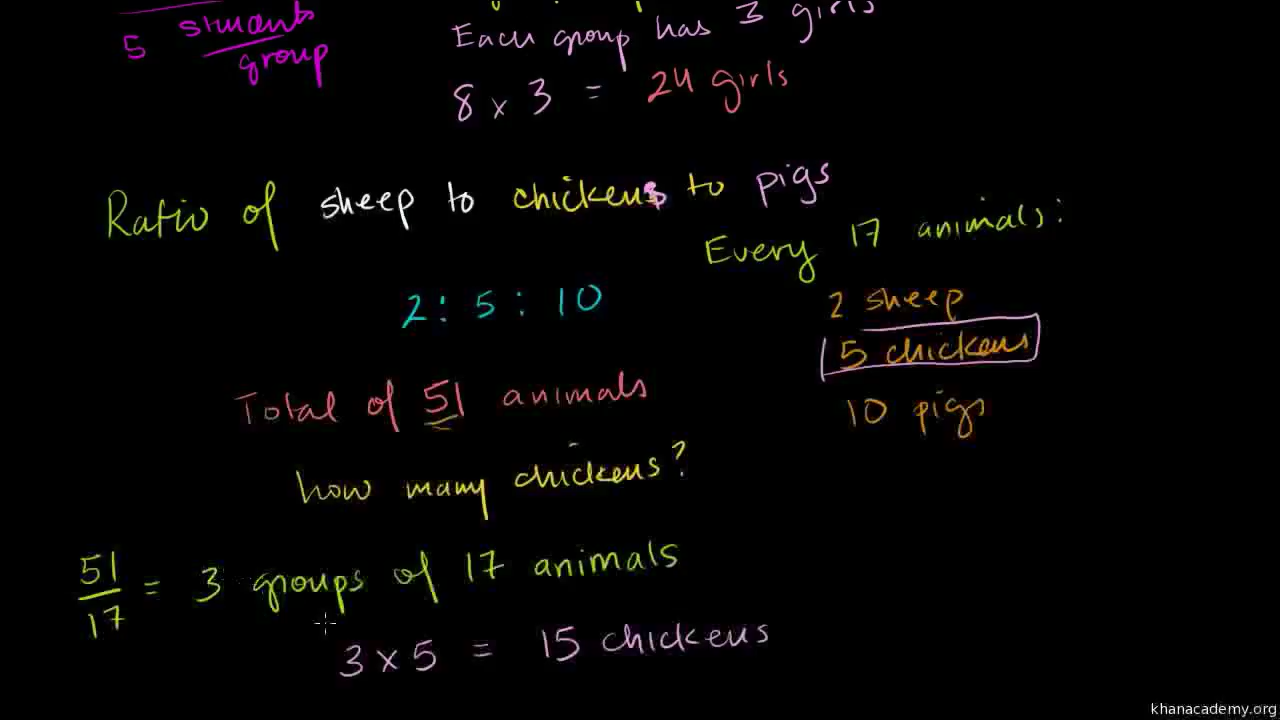 5 students
group
Each group has 3 girls
8 x 3 = 24 girls
Ratio of sheep to chickens to pigs
2 : 5 : 10
Every 17 animals:
2 sheep
5 chickens
10 pigs
Total of 51 animals
how many chickens?
51
17
= 3 groups of 17 animals
3 x 5 = 15 chickens
khanacademy.org